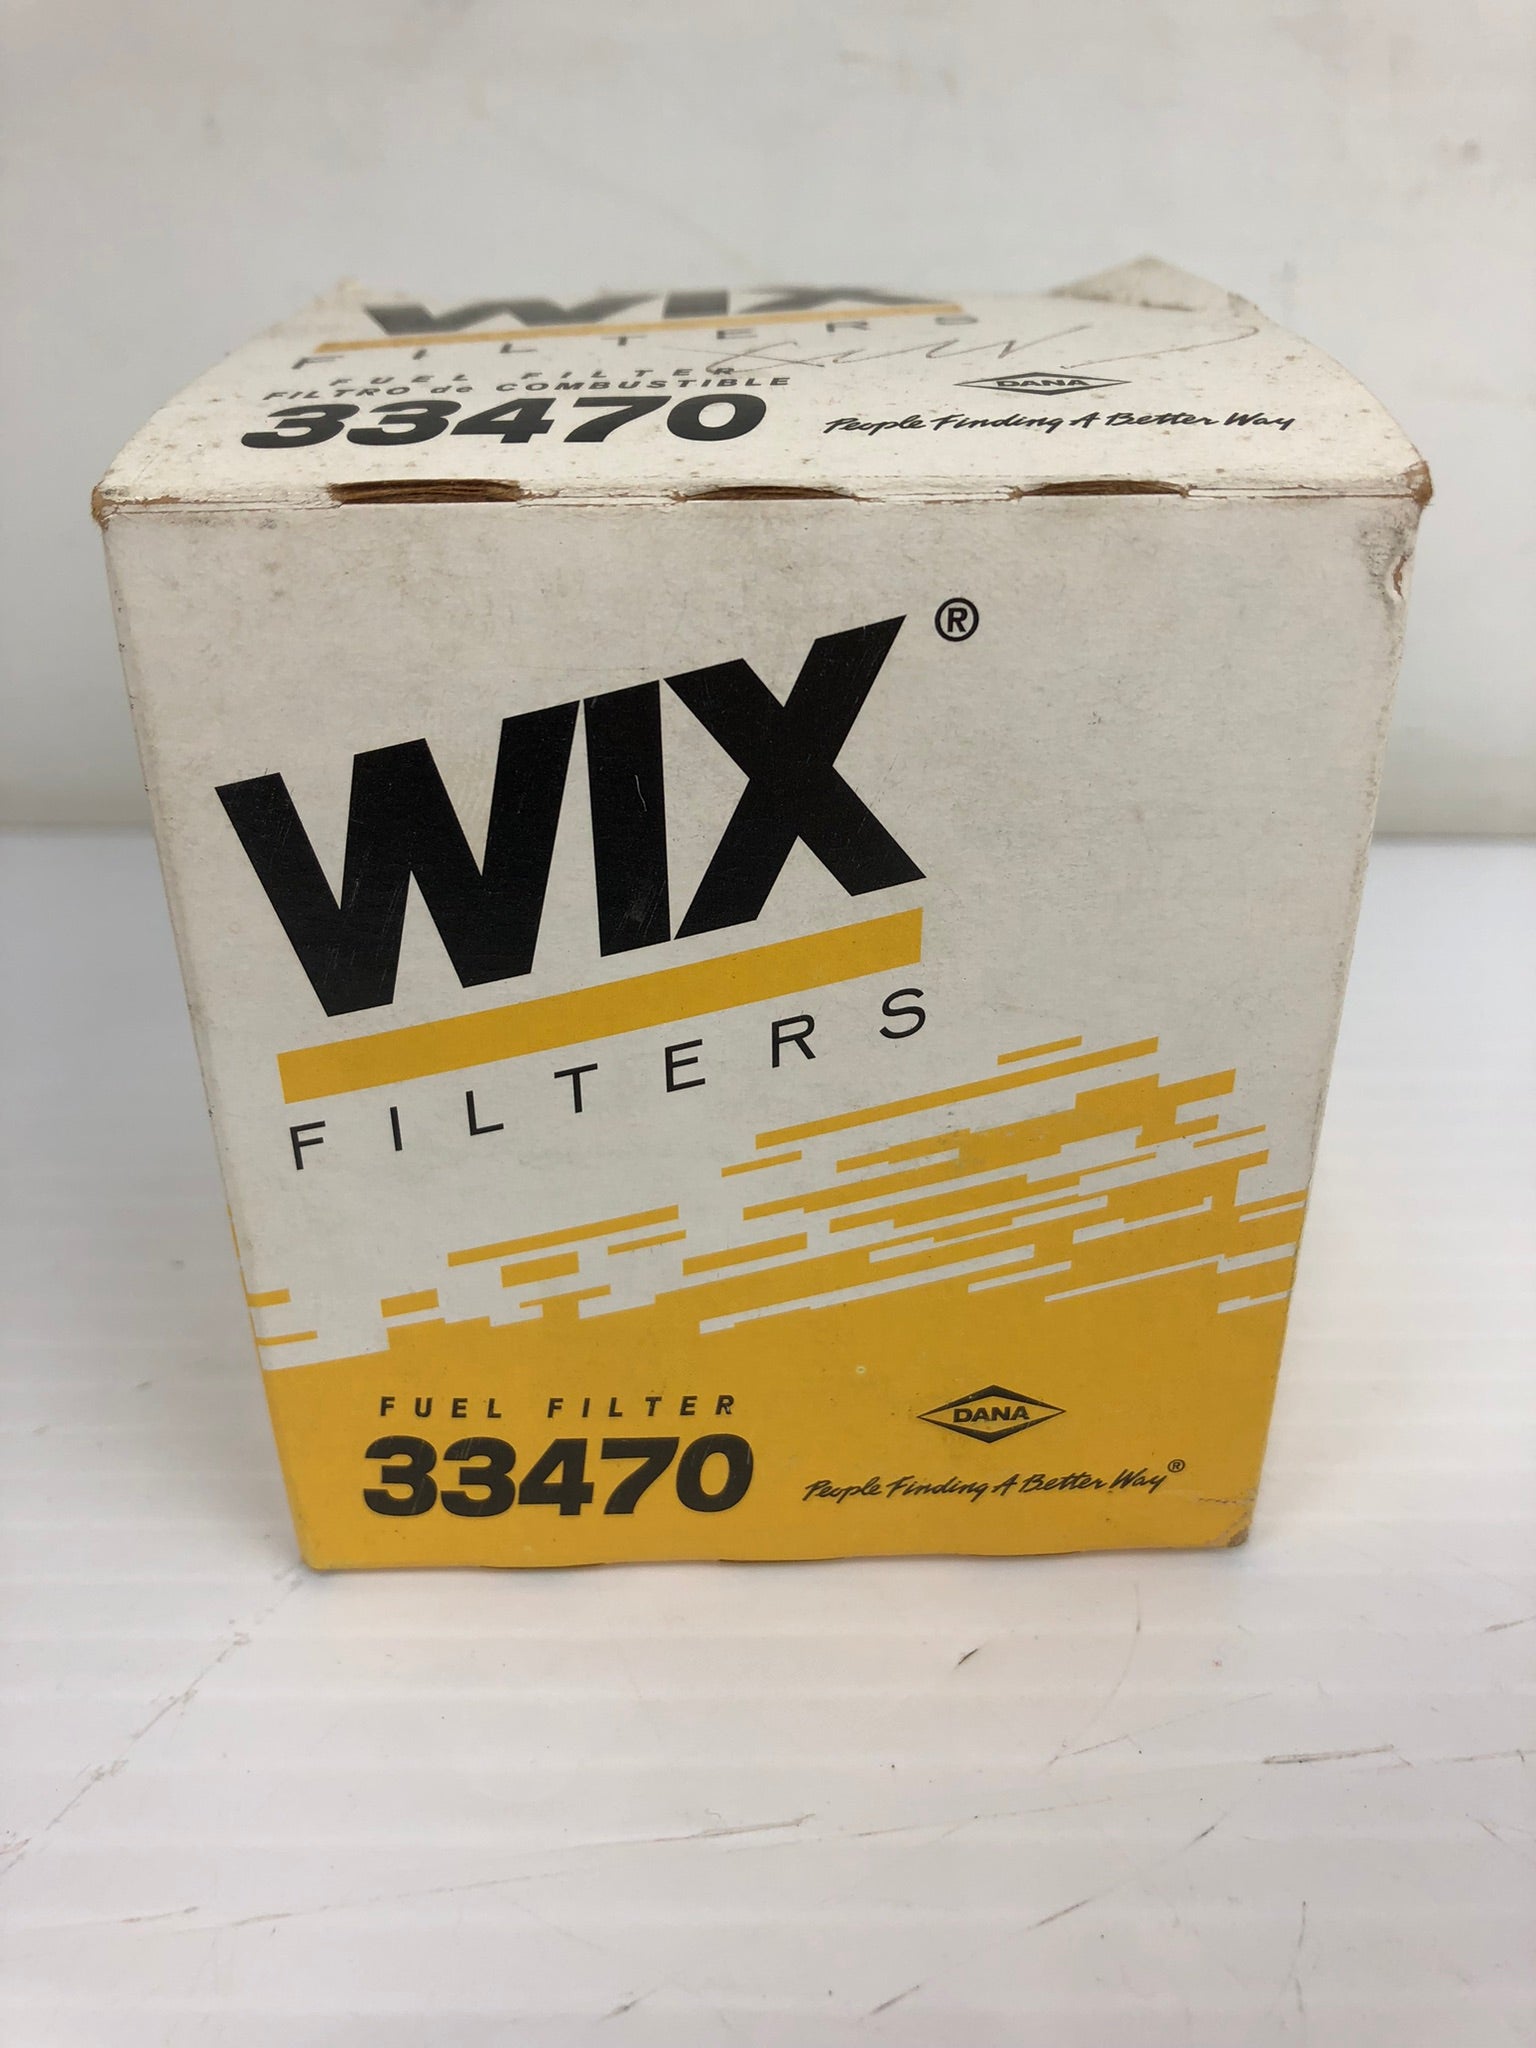 WIX
FILTERS
FUEL FILTER
FILTRO de COMBUSTIBLE
33470
DANA
People Finding A Better Way
WIX®
FILTERS
FUEL FILTER
33470
DANA
People Finding A Better Way®